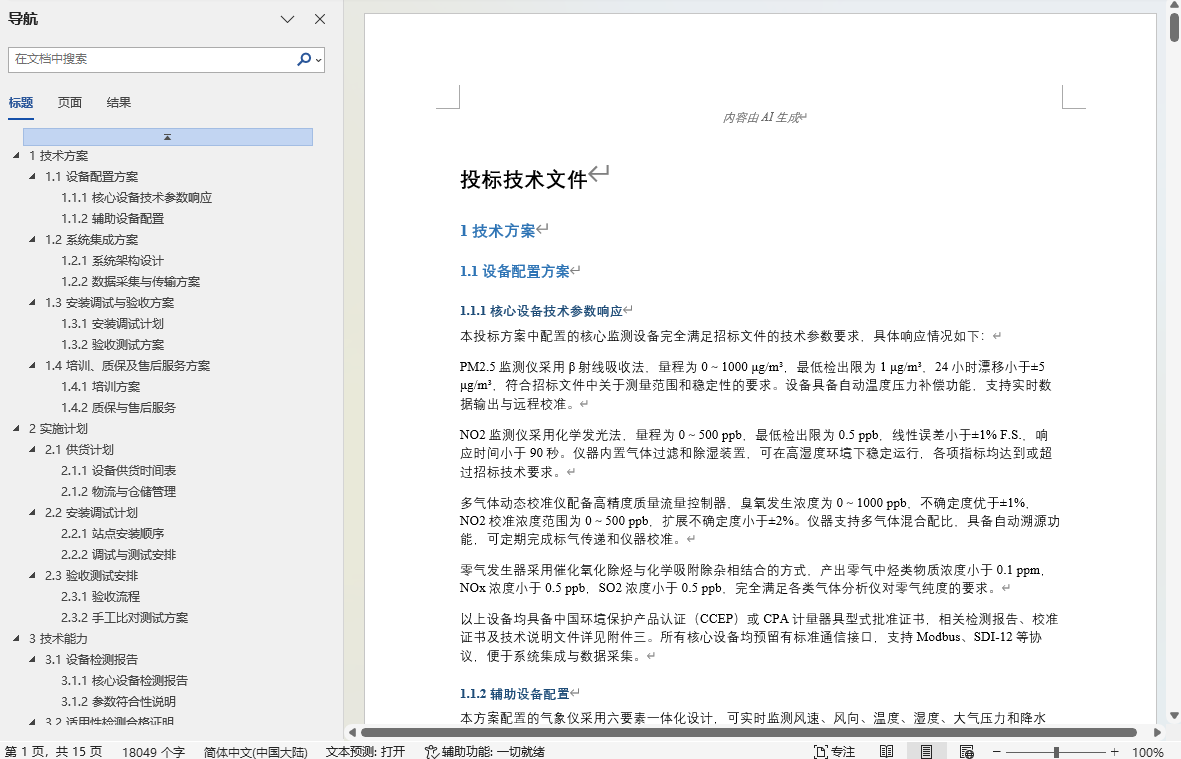 导航
在文档中搜索
标题 页面 结果
1 技术方案
1.1 设备配置方案
1.1.1 核心设备技术参数响应
1.1.2 辅助设备配置
1.2 系统集成方案
1.2.1 系统架构设计
1.2.2 数据采集与传输方案
1.3 安装调试与验收方案
1.3.1 安装调试计划
1.3.2 验收测试方案
1.4 培训、质保及售后服务方案
1.4.1 培训方案
1.4.2 质保与售后服务
2 实施计划
2.1 供货计划
2.1.1 设备供货时间表
2.1.2 物流与仓储管理
2.2 安装调试计划
2.2.1 站点安装顺序
2.2.2 调试与测试安排
2.3 验收测试安排
2.3.1 验收流程
2.3.2 手工比对测试方案
3 技术能力
3.1 设备检测报告
3.1.1 核心设备检测报告
3.1.2 参数符合性说明
3.2 适用性检测合格证明
内容由 AI 生成
投标技术文件
1 技术方案
1.1 设备配置方案
1.1.1 核心设备技术参数响应
本投标方案中配置的核心监测设备完全满足招标文件的技术参数要求，具体响应情况如下：
PM2.5 监测仪采用 β 射线吸收法，量程为 0～1000 μg/m³，最低检出限为 1 μg/m³，24 小时漂移小于±5
μg/m³，符合招标文件中关于测量范围和稳定性的要求。设备具备自动温度压力补偿功能，支持实时数
据输出与远程校准。
NO2 监测仪采用化学发光法，量程为 0～500 ppb，最低检出限为 0.5 ppb，线性误差小于±1% F.S.，响
应时间小于 90 秒。仪器内置气体过滤和除湿装置，可在高湿度环境下稳定运行，各项指标均达到或超
过招标技术要求。
多气体动态校准仪配备高精度质量流量控制器，臭氧发生浓度为 0～1000 ppb，不确定度优于±1%，
NO2 校准浓度范围为 0～500 ppb，扩展不确定度小于±2%。仪器支持多气体混合配比，具备自动溯源功
能，可定期完成标气传递和仪器校准。
零气发生器采用催化氧化除烃与化学吸附除杂相结合的方式，产出零气中烃类物质浓度小于 0.1 ppm，
NOx 浓度小于 0.5 ppb，SO2 浓度小于 0.5 ppb，完全满足各类气体分析仪对零气纯度的要求。
以上设备均具备中国环境保护产品认证（CCEP）或 CPA 计量器具型式批准证书，相关检测报告、校准
证书及技术说明文件详见附件三。所有核心设备均预留有标准通信接口，支持 Modbus、SDI-12 等协
议，便于系统集成与数据采集。
1.1.2 辅助设备配置
本方案配置的气象仪采用六要素一体化设计，可实时监测风速、风向、温度、湿度、大气压力和降水
第 1 页，共 15 页 18049 个字 简体中文(中国大陆) 文本预测: 打开 辅助功能: 一切就绪 专注 100%